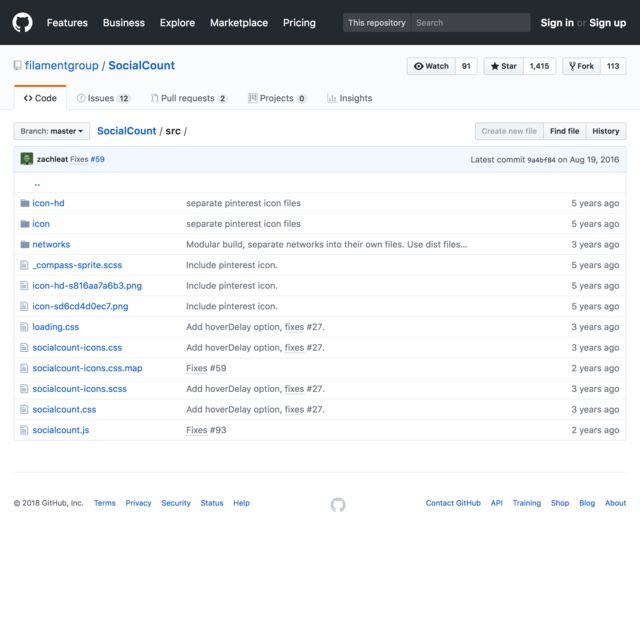 Features Business Explore Marketplace Pricing This repository Search Sign in or Sign up
filamentgroup / SocialCount Watch 91 Star 1,415 Fork 113
Code Issues 12 Pull requests 2 Projects 0 Insights
Branch: master SocialCount / src / Create new file Find file History
zachleat Fixes #59 Latest commit 9a4bf84 on Aug 19, 2016
..
icon-hd separate pinterest icon files 5 years ago
icon separate pinterest icon files 5 years ago
networks Modular build, separate networks into their own files. Use dist files… 3 years ago
_compass-sprite.scss Include pinterest icon. 5 years ago
icon-hd-s816aa7a6b3.png Include pinterest icon. 5 years ago
icon-sd6cd4d0ec7.png Include pinterest icon. 5 years ago
loading.css Add hoverDelay option, fixes #27. 3 years ago
socialcount-icons.css Add hoverDelay option, fixes #27. 3 years ago
socialcount-icons.css.map Fixes #59 2 years ago
socialcount-icons.scss Add hoverDelay option, fixes #27. 3 years ago
socialcount.css Add hoverDelay option, fixes #27. 3 years ago
socialcount.js Fixes #93 2 years ago
© 2018 GitHub, Inc. Terms Privacy Security Status Help Contact GitHub API Training Shop Blog About